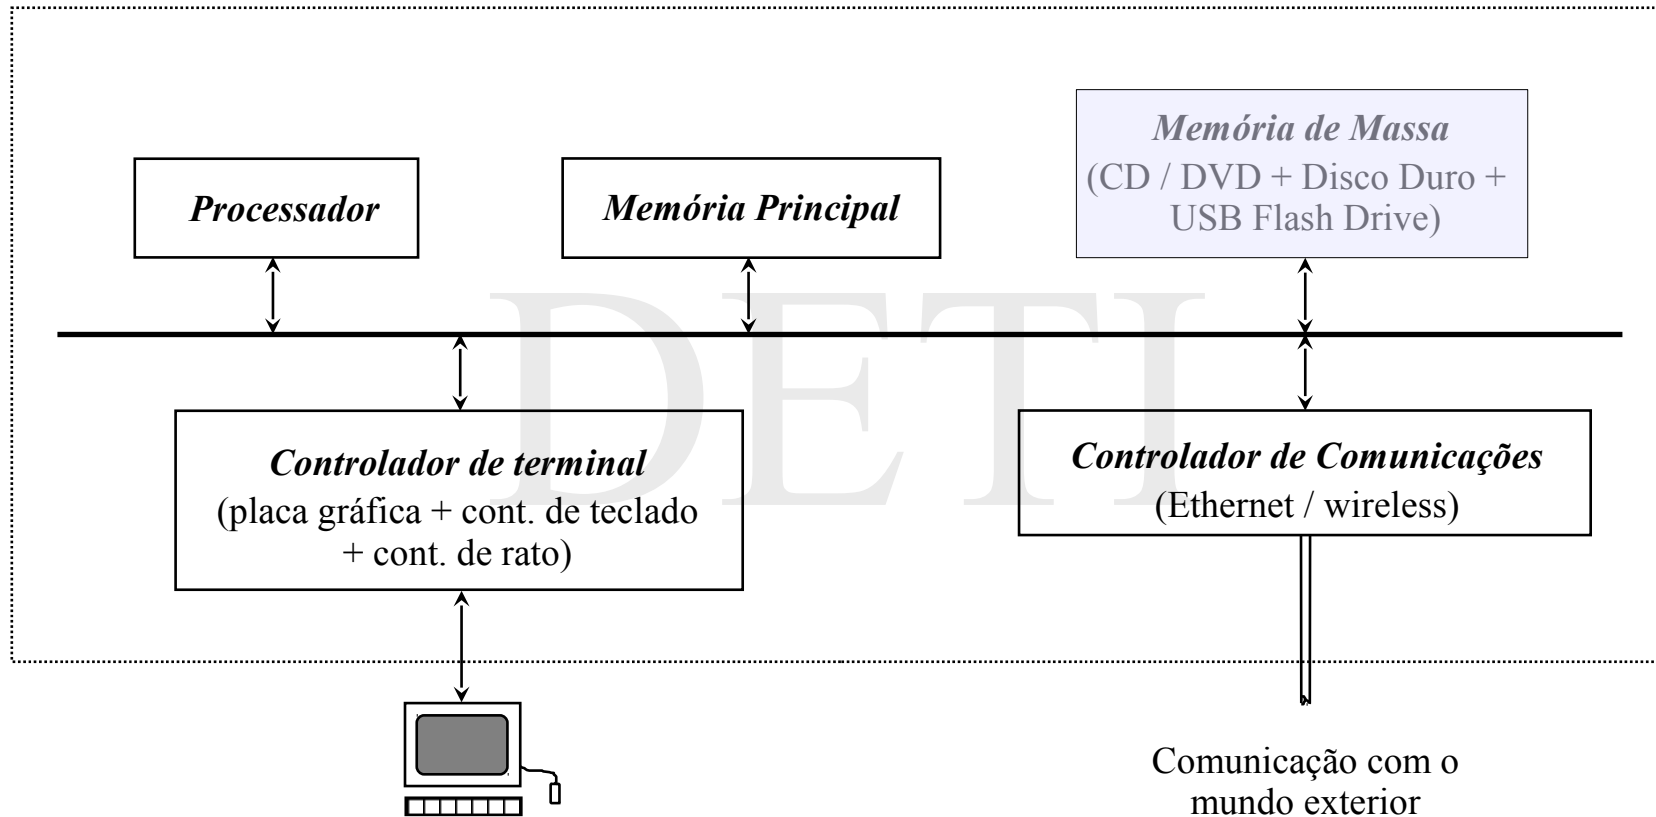 Memória de Massa
(CD / DVD + Disco Duro +
USB Flash Drive)
Processador
Memória Principal
DETI
Controlador de terminal
(placa gráfica + cont. de teclado
+ cont. de rato)
Controlador de Comunicações
(Ethernet / wireless)
Comunicação com o
mundo exterior